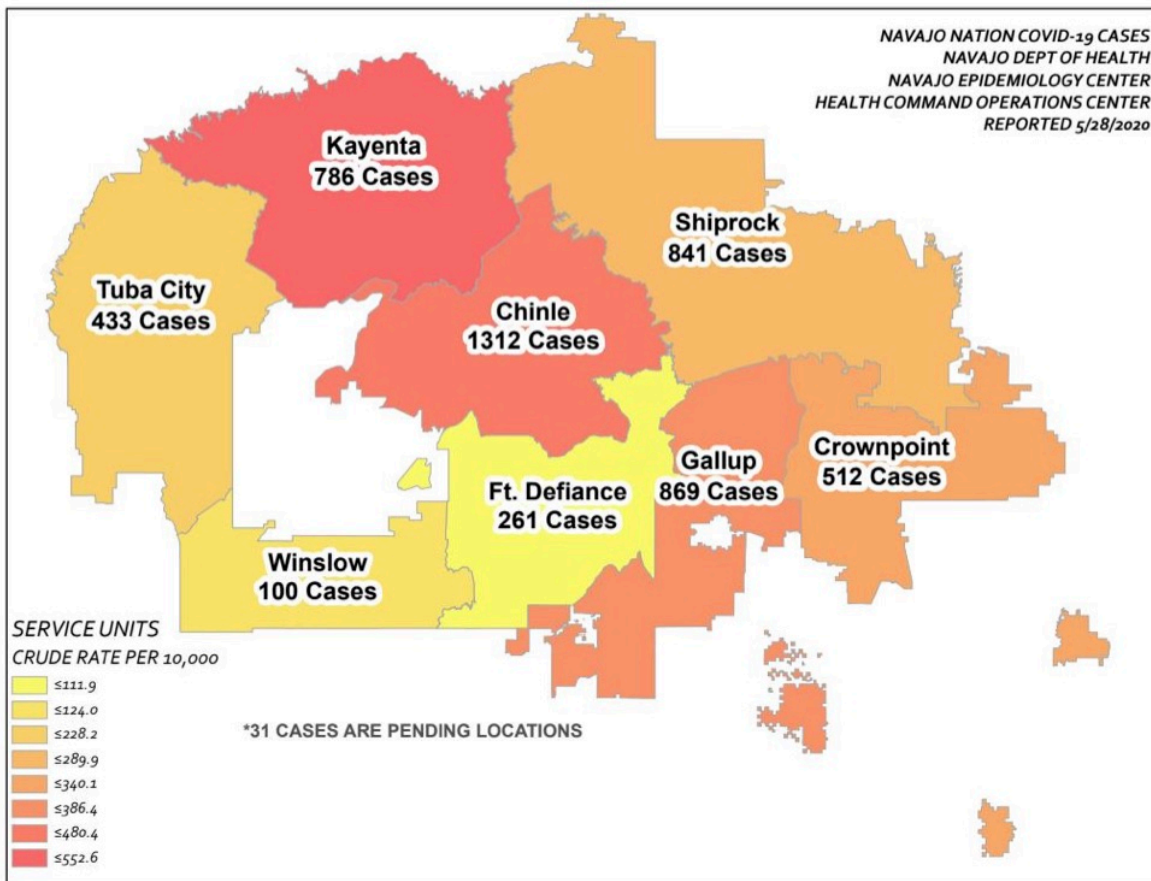 NAVAJO NATION COVID-19 CASES
NAVAJO DEPT OF HEALTH
NAVAJO EPIDEMIOLOGY CENTER
HEALTH COMMAND OPERATIONS CENTER
REPORTED 5/28/2020
Kayenta
786 Cases
Shiprock
841 Cases
Tuba City
433 Cases
Chinle
1312 Cases
Gallup
869 Cases
Crownpoint
512 Cases
Ft. Defiance
261 Cases
Winslow
100 Cases
SERVICE UNITS
CRUDE RATE PER 10,000
≤111.9
≤124.0
≤228.2
≤289.9
≤340.1
≤386.4
≤480.4
≤552.6
*31 CASES ARE PENDING LOCATIONS